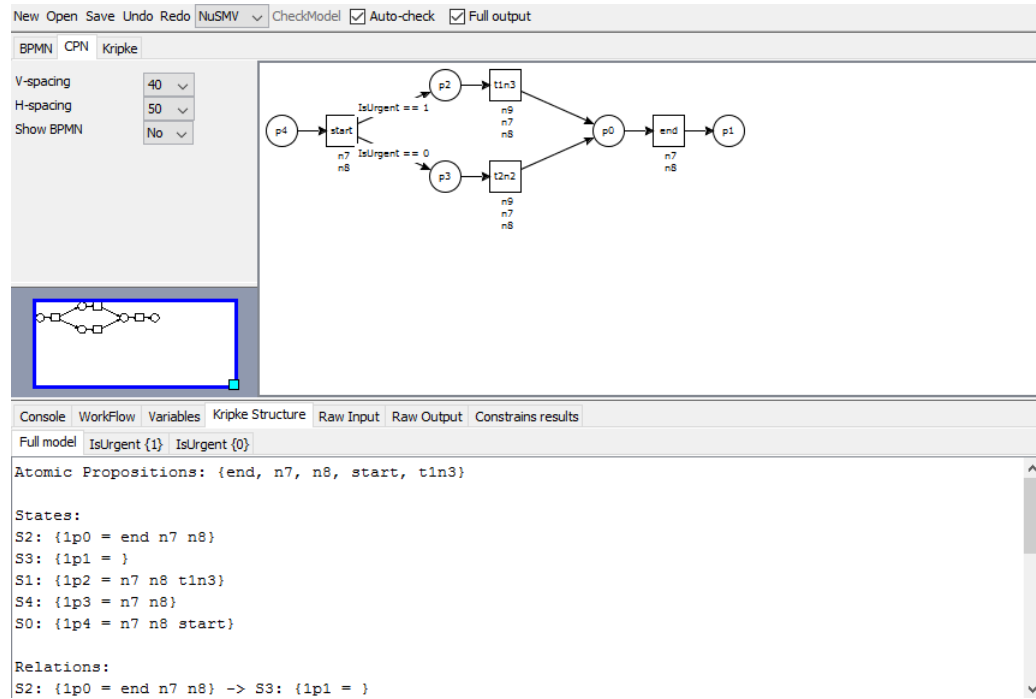 New Open Save Undo Redo NuSMV CheckModel Auto-check Full output
BPMN CPN Kripke
V-spacing 40
H-spacing 50
Show BPMN No
p4
start
n7
n8
IsUrgent == 1
IsUrgent == 0
p2
t1n3
n9
n7
n8
p3
t2n2
n9
n7
n8
p0
end
n7
n8
p1
Console WorkFlow Variables Kripke Structure Raw Input Raw Output Constrains results
Full model IsUrgent {1} IsUrgent {0}
Atomic Propositions: {end, n7, n8, start, t1n3}
States:
S2: {1p0 = end n7 n8}
S3: {1p1 = }
S1: {1p2 = n7 n8 t1n3}
S4: {1p3 = n7 n8}
S0: {1p4 = n7 n8 start}
Relations:
S2: {1p0 = end n7 n8} -> S3: {1p1 = }